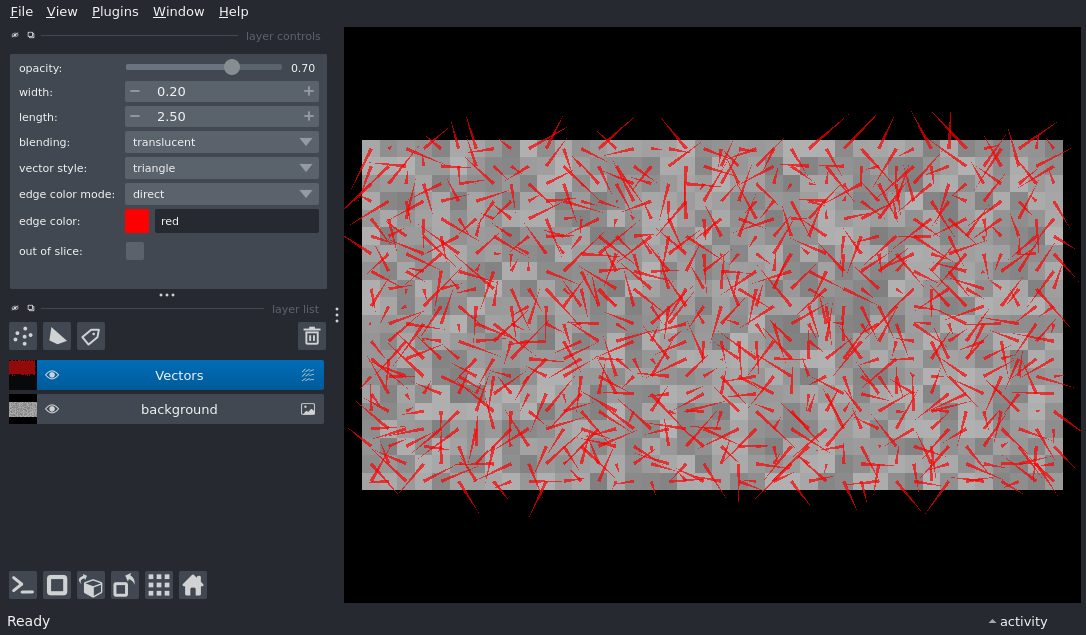 File View Plugins Window Help
layer controls
opacity: 0.70
width: 0.20
length: 2.50
blending: translucent
vector style: triangle
edge color mode: direct
edge color: red
out of slice:
layer list
Vectors
background
Ready
activity